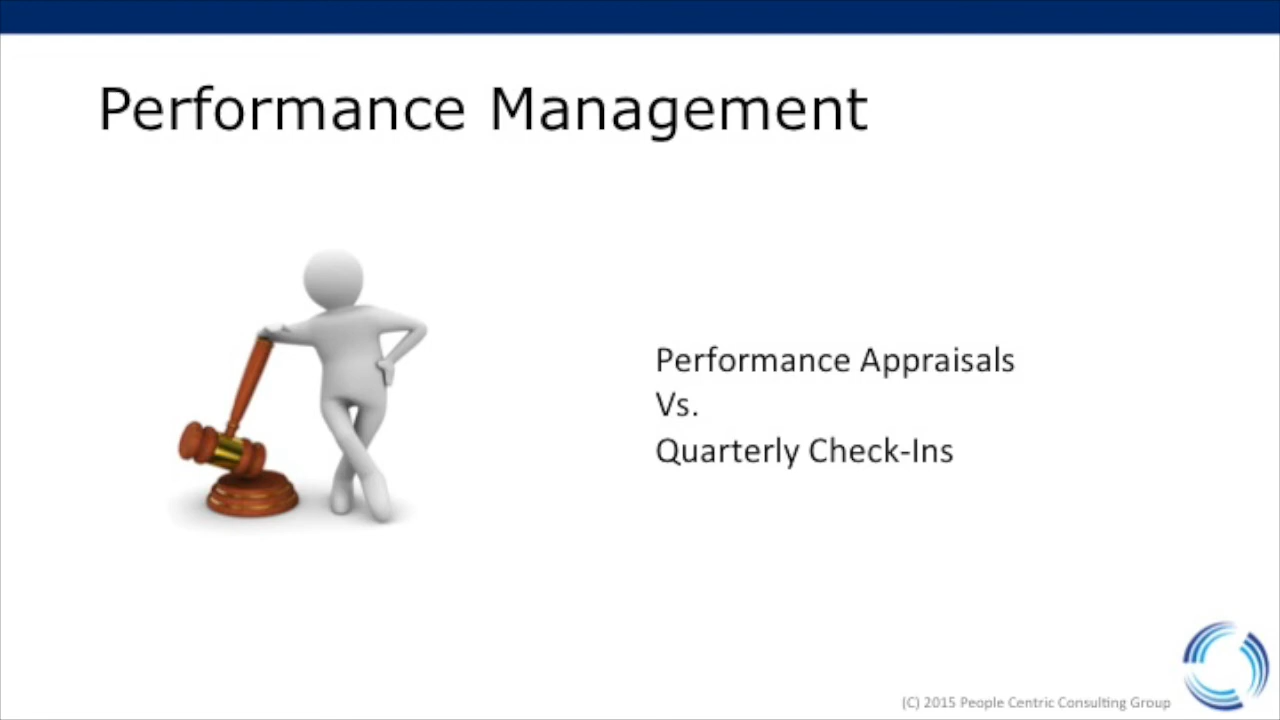 Performance Management
Performance Appraisals
Vs.
Quarterly Check-Ins
(C) 2015 People Centric Consulting Group